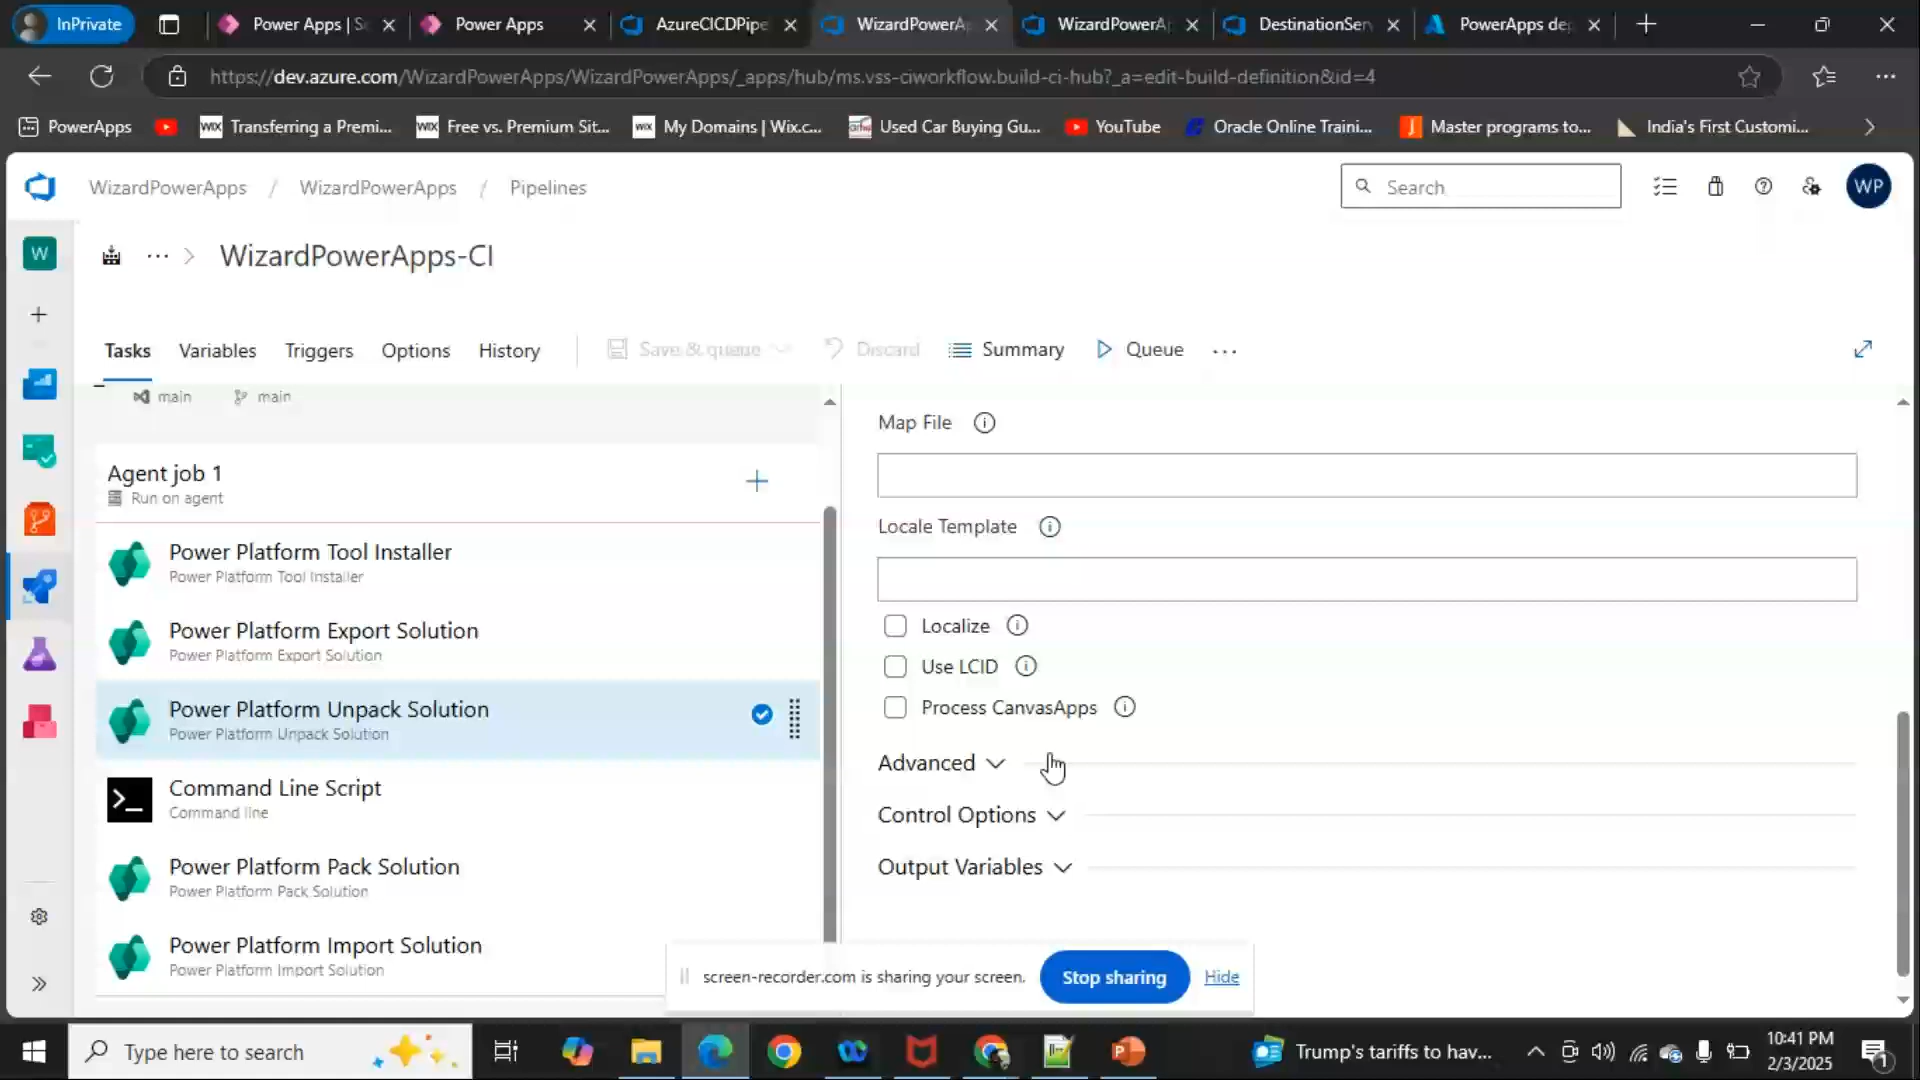 InPrivate
Power Apps | S
Power Apps
AzureCICDPipe
WizardPowerA
WizardPowerA
DestinationSer
PowerApps de
https://dev.azure.com/WizardPowerApps/WizardPowerApps/_apps/hub/ms.vss-ciworkflow.build-ci-hub?_a=edit-build-definition&id=4
PowerApps
WIX Transferring a Premi...
WIX Free vs. Premium Sit...
WIX My Domains | Wix.c...
Used Car Buying Gu...
YouTube
Oracle Online Traini...
Master programs to...
India's First Customi...
WizardPowerApps / WizardPowerApps / Pipelines
Search
WP
W
... > WizardPowerApps-CI
Tasks Variables Triggers Options History Save & queue Discard Summary Queue ...
main main
Agent job 1
Run on agent
Power Platform Tool Installer
Power Platform Tool Installer
Power Platform Export Solution
Power Platform Export Solution
Power Platform Unpack Solution
Power Platform Unpack Solution
Command Line Script
Command line
Power Platform Pack Solution
Power Platform Pack Solution
Power Platform Import Solution
Power Platform Import Solution
Map File
Locale Template
Localize
Use LCID
Process CanvasApps
Advanced
Control Options
Output Variables
screen-recorder.com is sharing your screen. Stop sharing Hide
Type here to search
Trump's tariffs to hav...
10:41 PM
2/3/2025
1